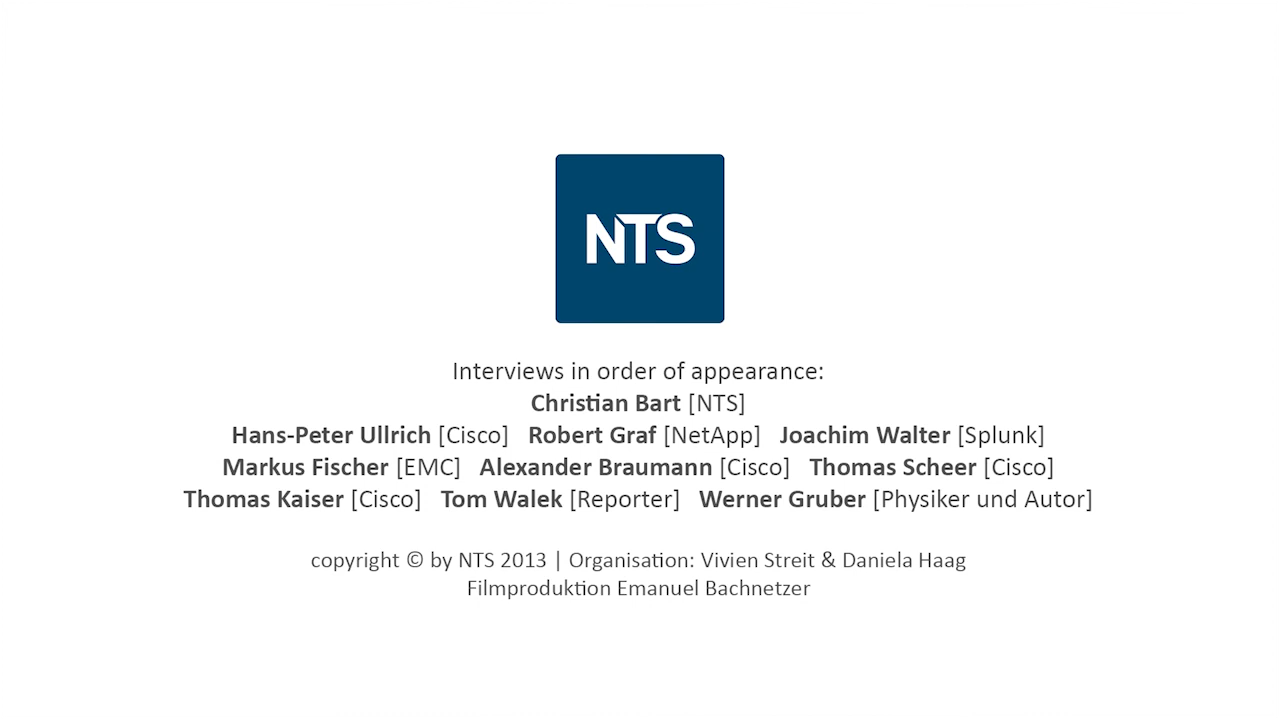 NTS
Interviews in order of appearance:
Christian Bart [NTS]
Hans-Peter Ullrich [Cisco] Robert Graf [NetApp] Joachim Walter [Splunk]
Markus Fischer [EMC] Alexander Braumann [Cisco] Thomas Scheer [Cisco]
Thomas Kaiser [Cisco] Tom Walek [Reporter] Werner Gruber [Physiker und Autor]
copyright © by NTS 2013 | Organisation: Vivien Streit & Daniela Haag
Filmproduktion Emanuel Bachnetzer